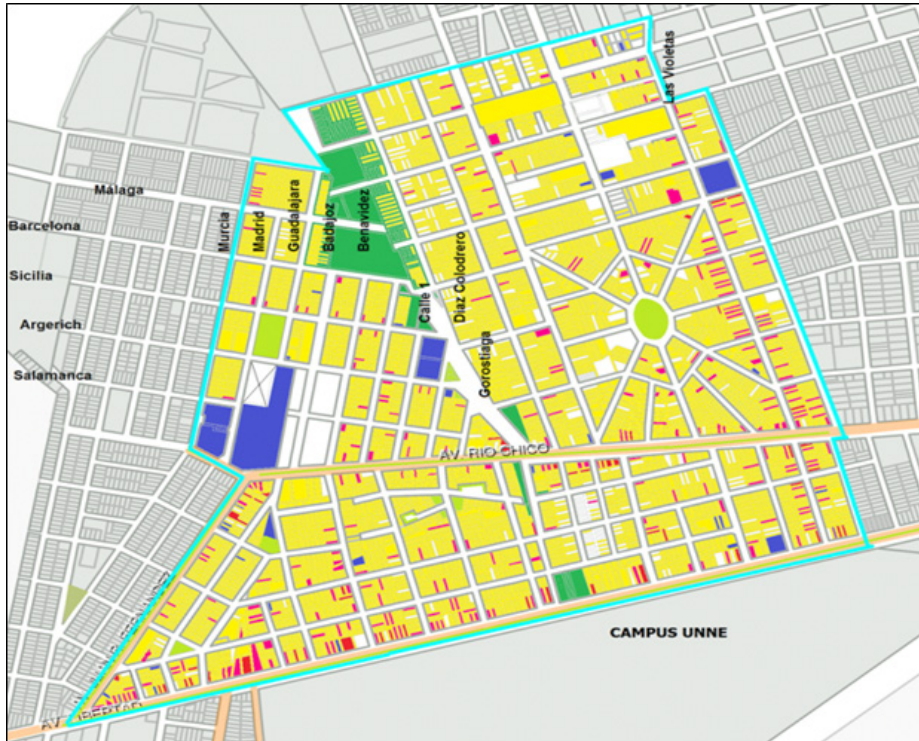 Las Violetas
Málaga
Barcelona
Murcia
Madrid
Guadalajara
Badajoz
Benavidez
Sicilia
Calle 1
Diaz Colodrero
Argerich
Gorostiaga
Salamanca
AV. RIO CHICO
CAMPUS UNNE
AV.